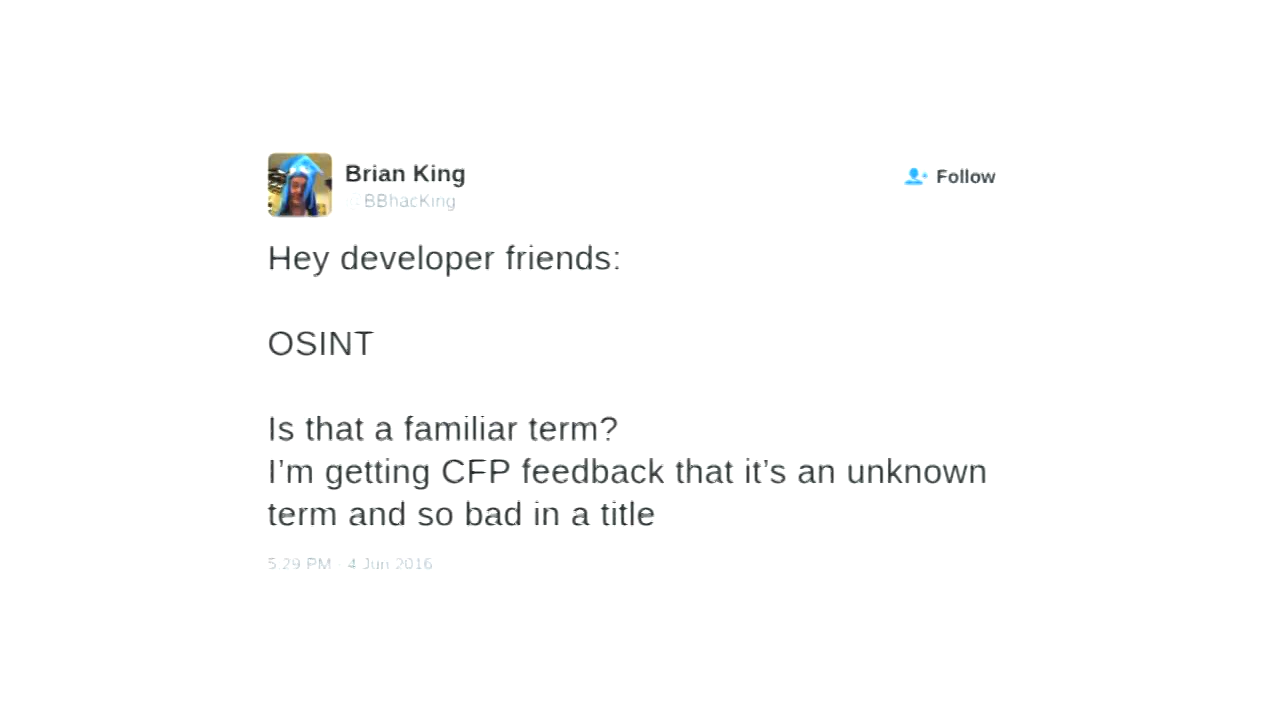 Brian King
@BBhacKing
Follow
Hey developer friends:
OSINT
Is that a familiar term?
I'm getting CFP feedback that it's an unknown
term and so bad in a title
5:29 PM - 4 Jun 2016